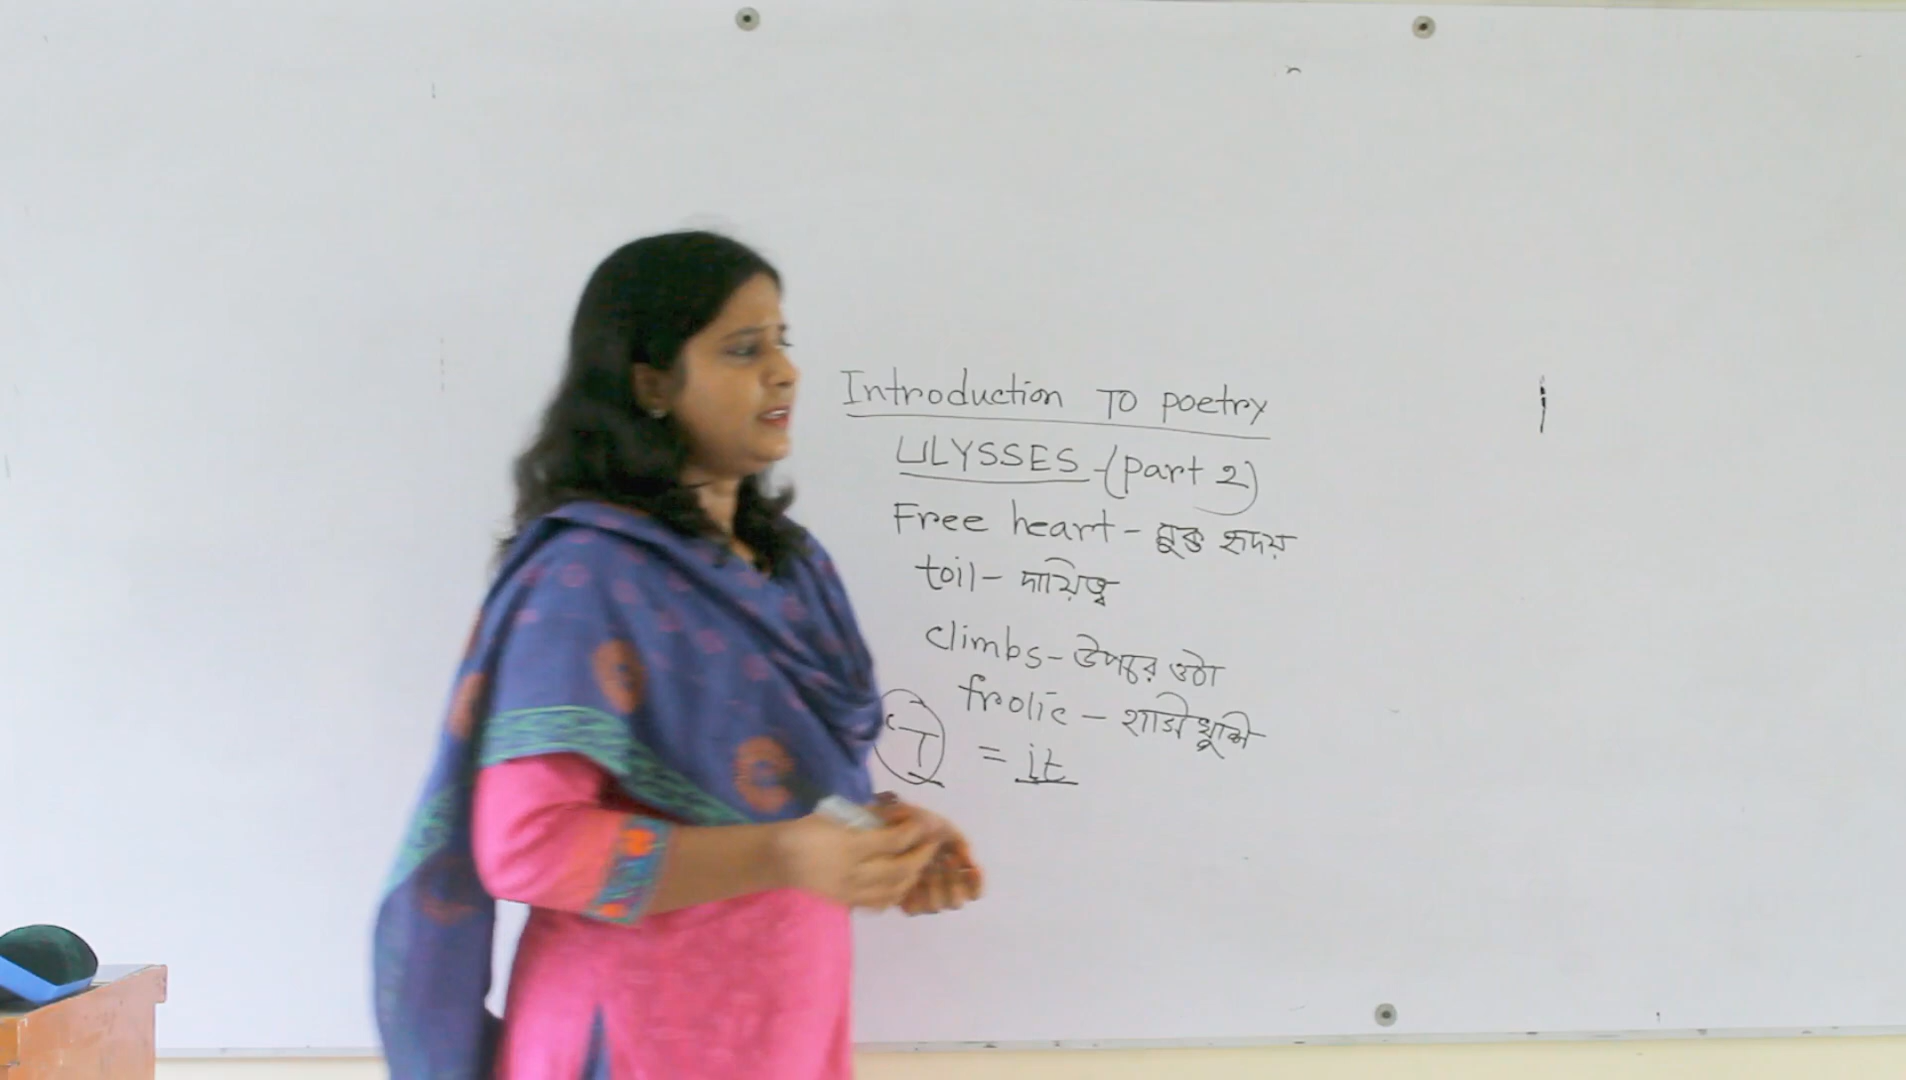 Introduction TO poetry
ULYSSES - (part 2)
Free heart - মুক্ত হৃদয়
toil - দায়িত্ব
climbs - উপরে ওঠা
frolic - হাসিখুশি
T = it